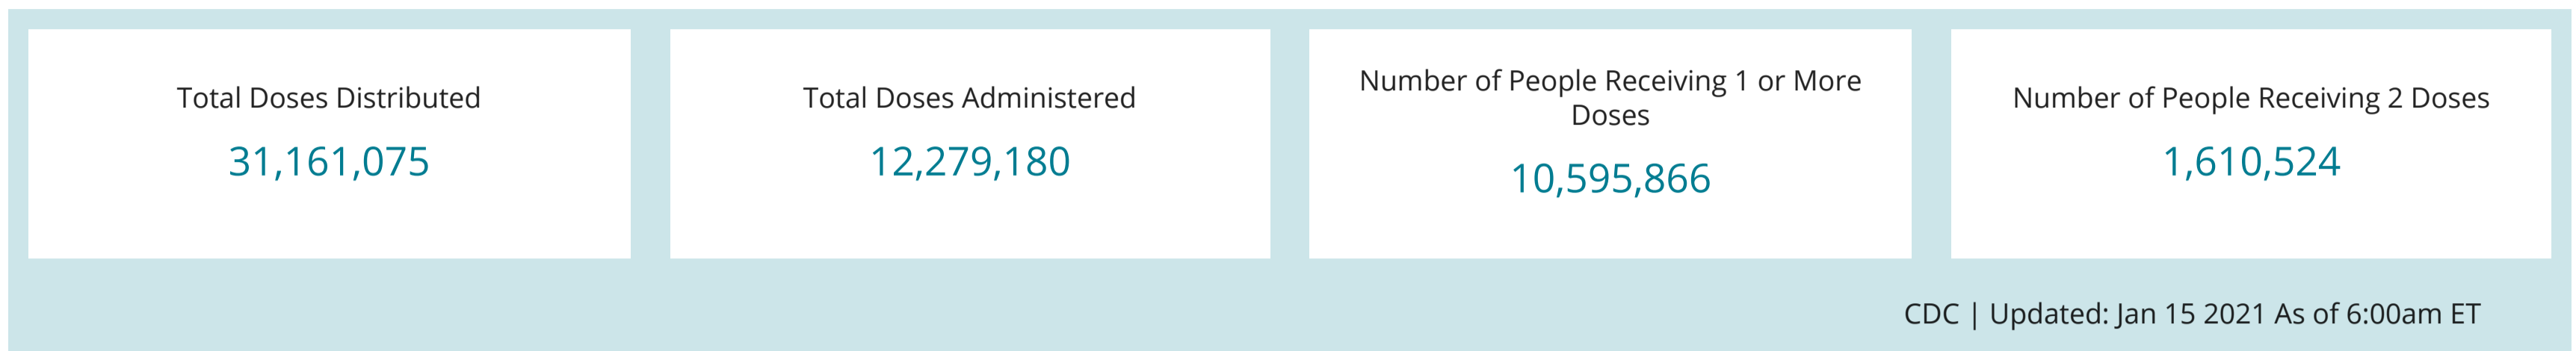 Total Doses Distributed
31,161,075
Total Doses Administered
12,279,180
Number of People Receiving 1 or More
Doses
10,595,866
Number of People Receiving 2 Doses
1,610,524
CDC | Updated: Jan 15 2021 As of 6:00am ET